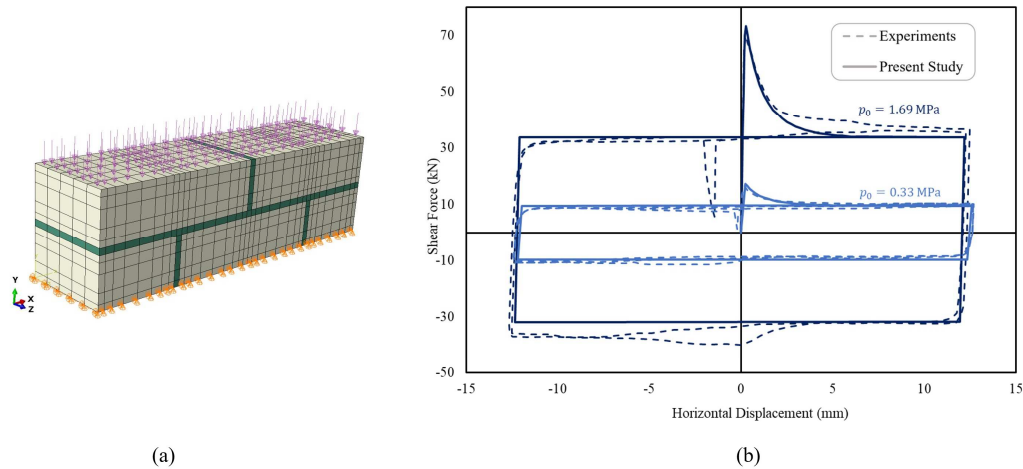 Y
X
Z
(a)
Shear Force (kN)
70
50
30
10
-10
-30
-50
-15
-10
-5
0
5
10
15
Horizontal Displacement (mm)
Experiments
Present Study
p₀ = 1.69 MPa
p₀ = 0.33 MPa
(b)